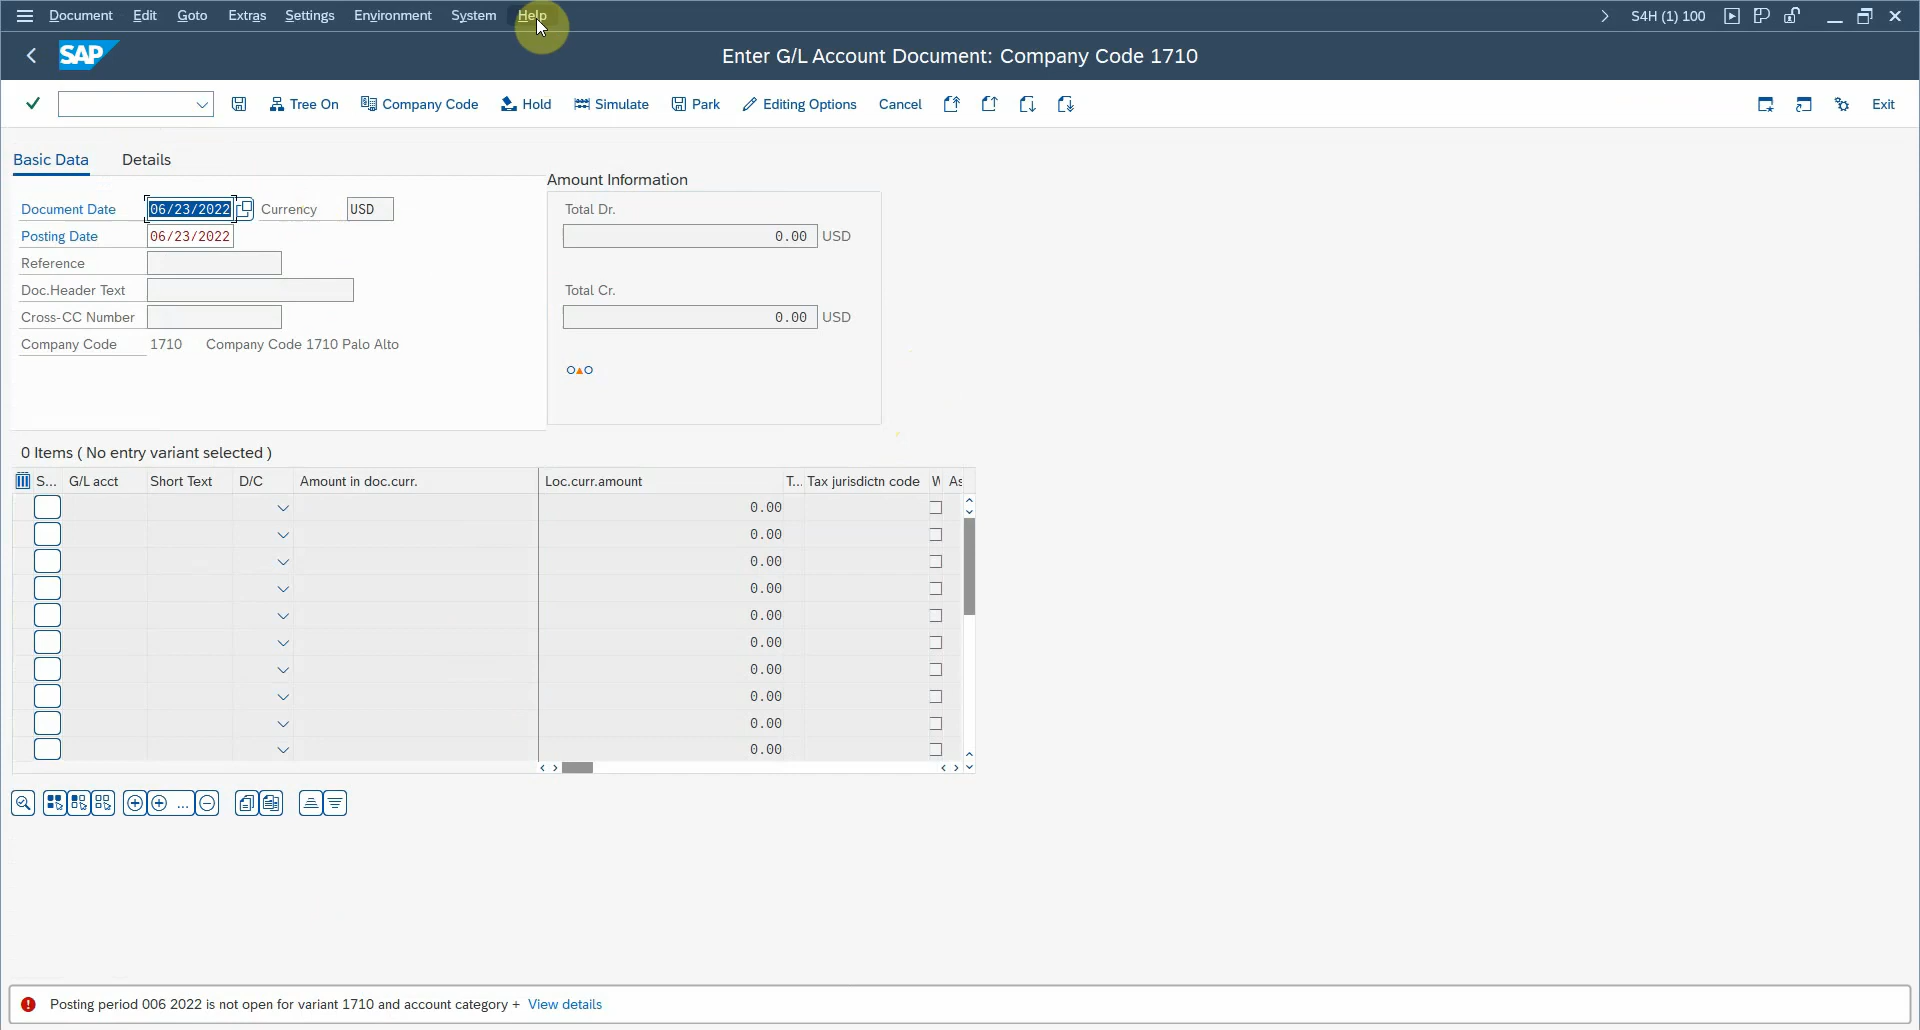 Document Edit Goto Extras Settings Environment System Help S4H (1) 100
SAP Enter G/L Account Document: Company Code 1710
Tree On Company Code Hold Simulate Park Editing Options Cancel Exit
Basic Data Details
Amount Information
Document Date 06/23/2022 Currency USD Total Dr.
Posting Date 06/23/2022 0.00 USD
Reference
Doc.Header Text Total Cr.
Cross-CC Number 0.00 USD
Company Code 1710 Company Code 1710 Palo Alto
0 Items ( No entry variant selected )
S... G/L acct Short Text D/C Amount in doc.curr. Loc.curr.amount T... Tax jurisdictn code W As
0.00
0.00
0.00
0.00
0.00
0.00
0.00
0.00
0.00
0.00
...
Posting period 006 2022 is not open for variant 1710 and account category + View details